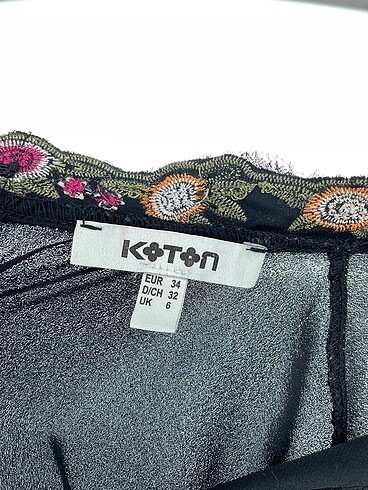 KOTON
EUR 34
D/CH 32
UK 6